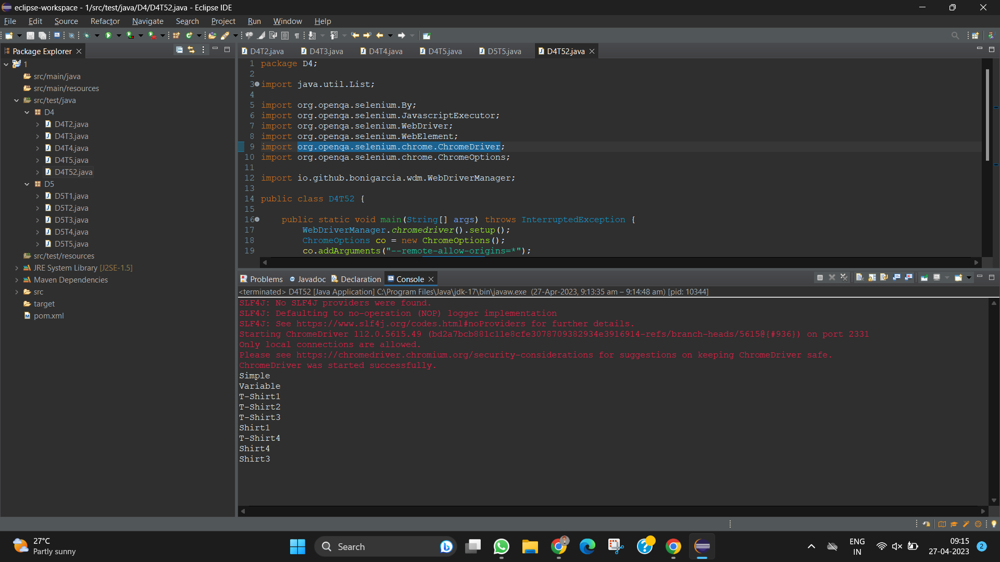 eclipse-workspace - 1/src/test/java/D4/D4T52.java - Eclipse IDE
File Edit Source Refactor Navigate Search Project Run Window Help
Package Explorer
1
src/main/java
src/main/resources
src/test/java
D4
D4T2.java
D4T3.java
D4T4.java
D4T5.java
D4T52.java
D5
D5T1.java
D5T2.java
D5T3.java
D5T4.java
D5T5.java
src/test/resources
JRE System Library [J2SE-1.5]
Maven Dependencies
src
target
pom.xml
D4T2.java D4T3.java D4T4.java D4T5.java D5T5.java D4T52.java
1 package D4;
2
3 import java.util.List;
4
5 import org.openqa.selenium.By;
6 import org.openqa.selenium.JavascriptExecutor;
7 import org.openqa.selenium.WebDriver;
8 import org.openqa.selenium.WebElement;
9 import org.openqa.selenium.chrome.ChromeDriver;
10 import org.openqa.selenium.chrome.ChromeOptions;
11
12 import io.github.bonigarcia.wdm.WebDriverManager;
13
14 public class D4T52 {
15
16 public static void main(String[] args) throws InterruptedException {
17 WebDriverManager.chromedriver().setup();
18 ChromeOptions co = new ChromeOptions();
19 co.addArguments("--remote-allow-origins=*");
Problems Javadoc Declaration Console
<terminated> D4T52 [Java Application] C:\Program Files\Java\jdk-17\bin\javaw.exe (27-Apr-2023, 9:13:35 am – 9:14:48 am) [pid: 10344]
SLF4J: No SLF4J providers were found.
SLF4J: Defaulting to no-operation (NOP) logger implementation
SLF4J: See https://www.slf4j.org/codes.html#noProviders for further details.
Starting ChromeDriver 112.0.5615.49 (bd2a7bcb881c11e8cfe3078709382934e3916914-refs/branch-heads/5615@{#936}) on port 2331
Only local connections are allowed.
Please see https://chromedriver.chromium.org/security-considerations for suggestions on keeping ChromeDriver safe.
ChromeDriver was started successfully.
Simple
Variable
T-Shirt1
T-Shirt2
T-Shirt3
Shirt1
T-Shirt4
Shirt4
Shirt3
27°C
Partly sunny
Search
ENG
IN
09:15
27-04-2023
2